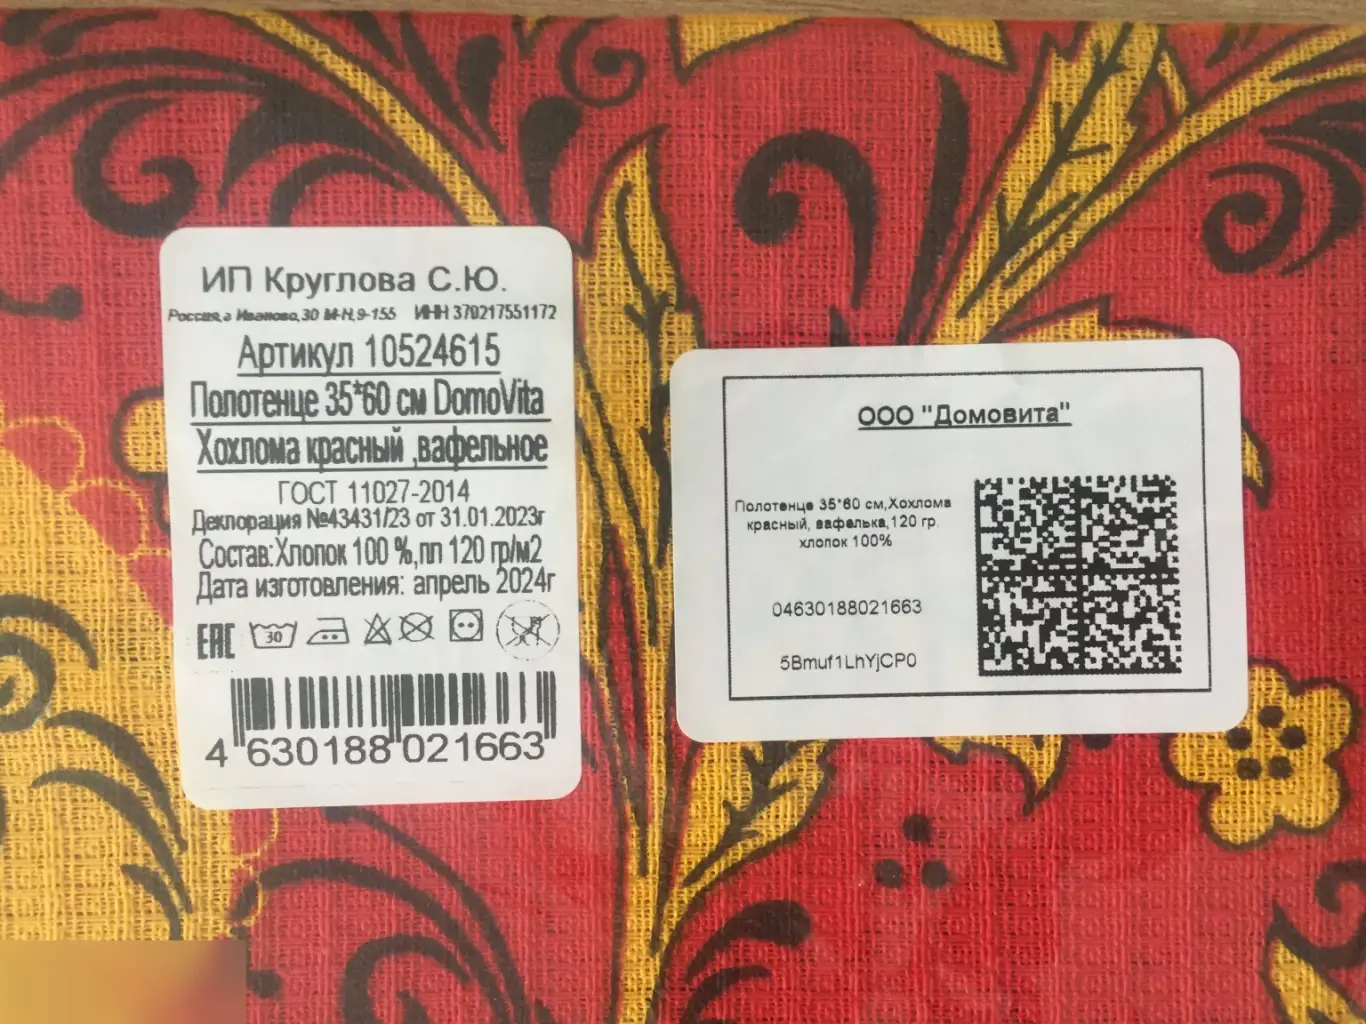 ИП Круглова С.Ю.
Россия,г Иваново,30 М-Н,9-155 ИНН 370217551172
Артикул 10524615
Полотенце 35*60 см DomoVita
Хохлома красный ,вафельное
ГОСТ 11027-2014
Декларация №43431/23 от 31.01.2023г
Состав:Хлопок 100 %,пл 120 гр/м2
Дата изготовления: апрель 2024г
EAC 30
4 630188 021663
ООО "Домовита"
Полотенце 35*60 см,Хохлома
красный, вафелька,120 гр.
хлопок 100%
04630188021663
5Bmuf1LhYjCP0